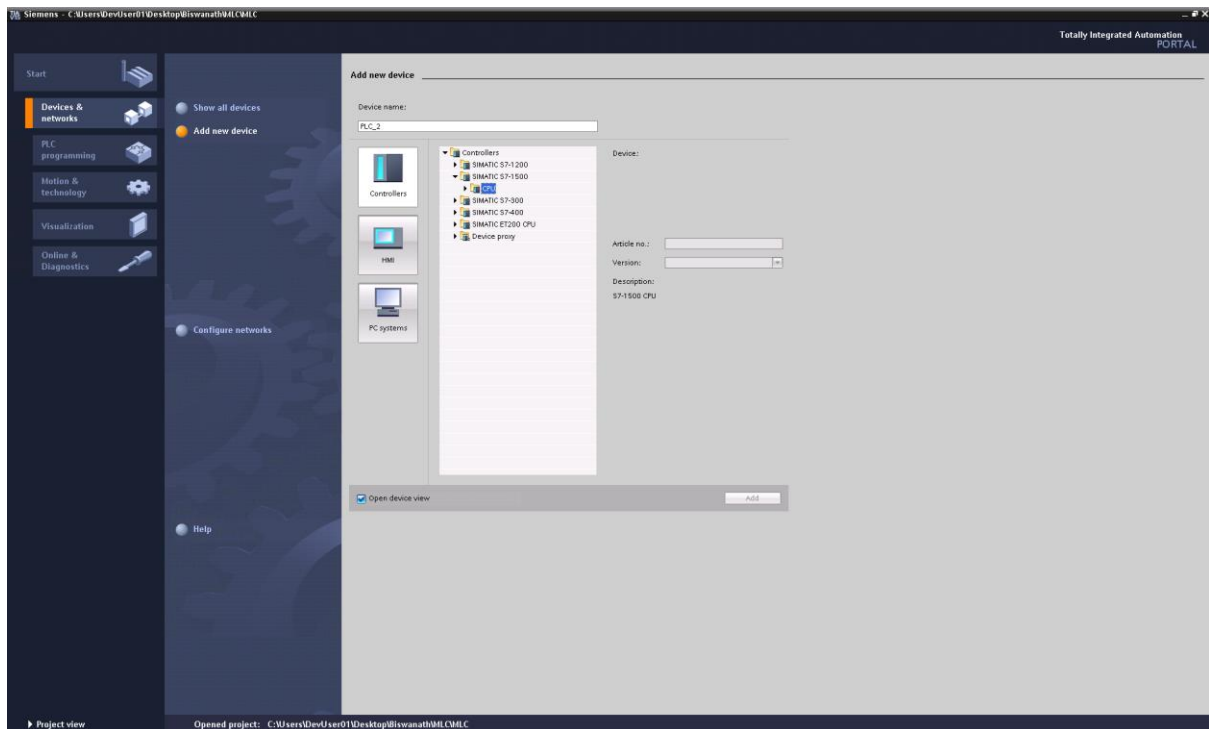 Siemens - C:\Users\DevUser01\Desktop\Biswanath\MLC\MLC
Totally Integrated Automation
PORTAL
Start
Devices &
networks
PLC
programming
Motion &
technology
Visualization
Online &
Diagnostics
Show all devices
Add new device
Configure networks
Help
Add new device
Device name:
PLC_2
Controllers
HMI
PC systems
Controllers
SIMATIC S7-1200
SIMATIC S7-1500
CPU
SIMATIC S7-300
SIMATIC S7-400
SIMATIC ET200 CPU
Device proxy
Device:
Article no.:
Version:
Description:
S7-1500 CPU
Open device view
Add
Project view
Opened project: C:\Users\DevUser01\Desktop\Biswanath\MLC\MLC